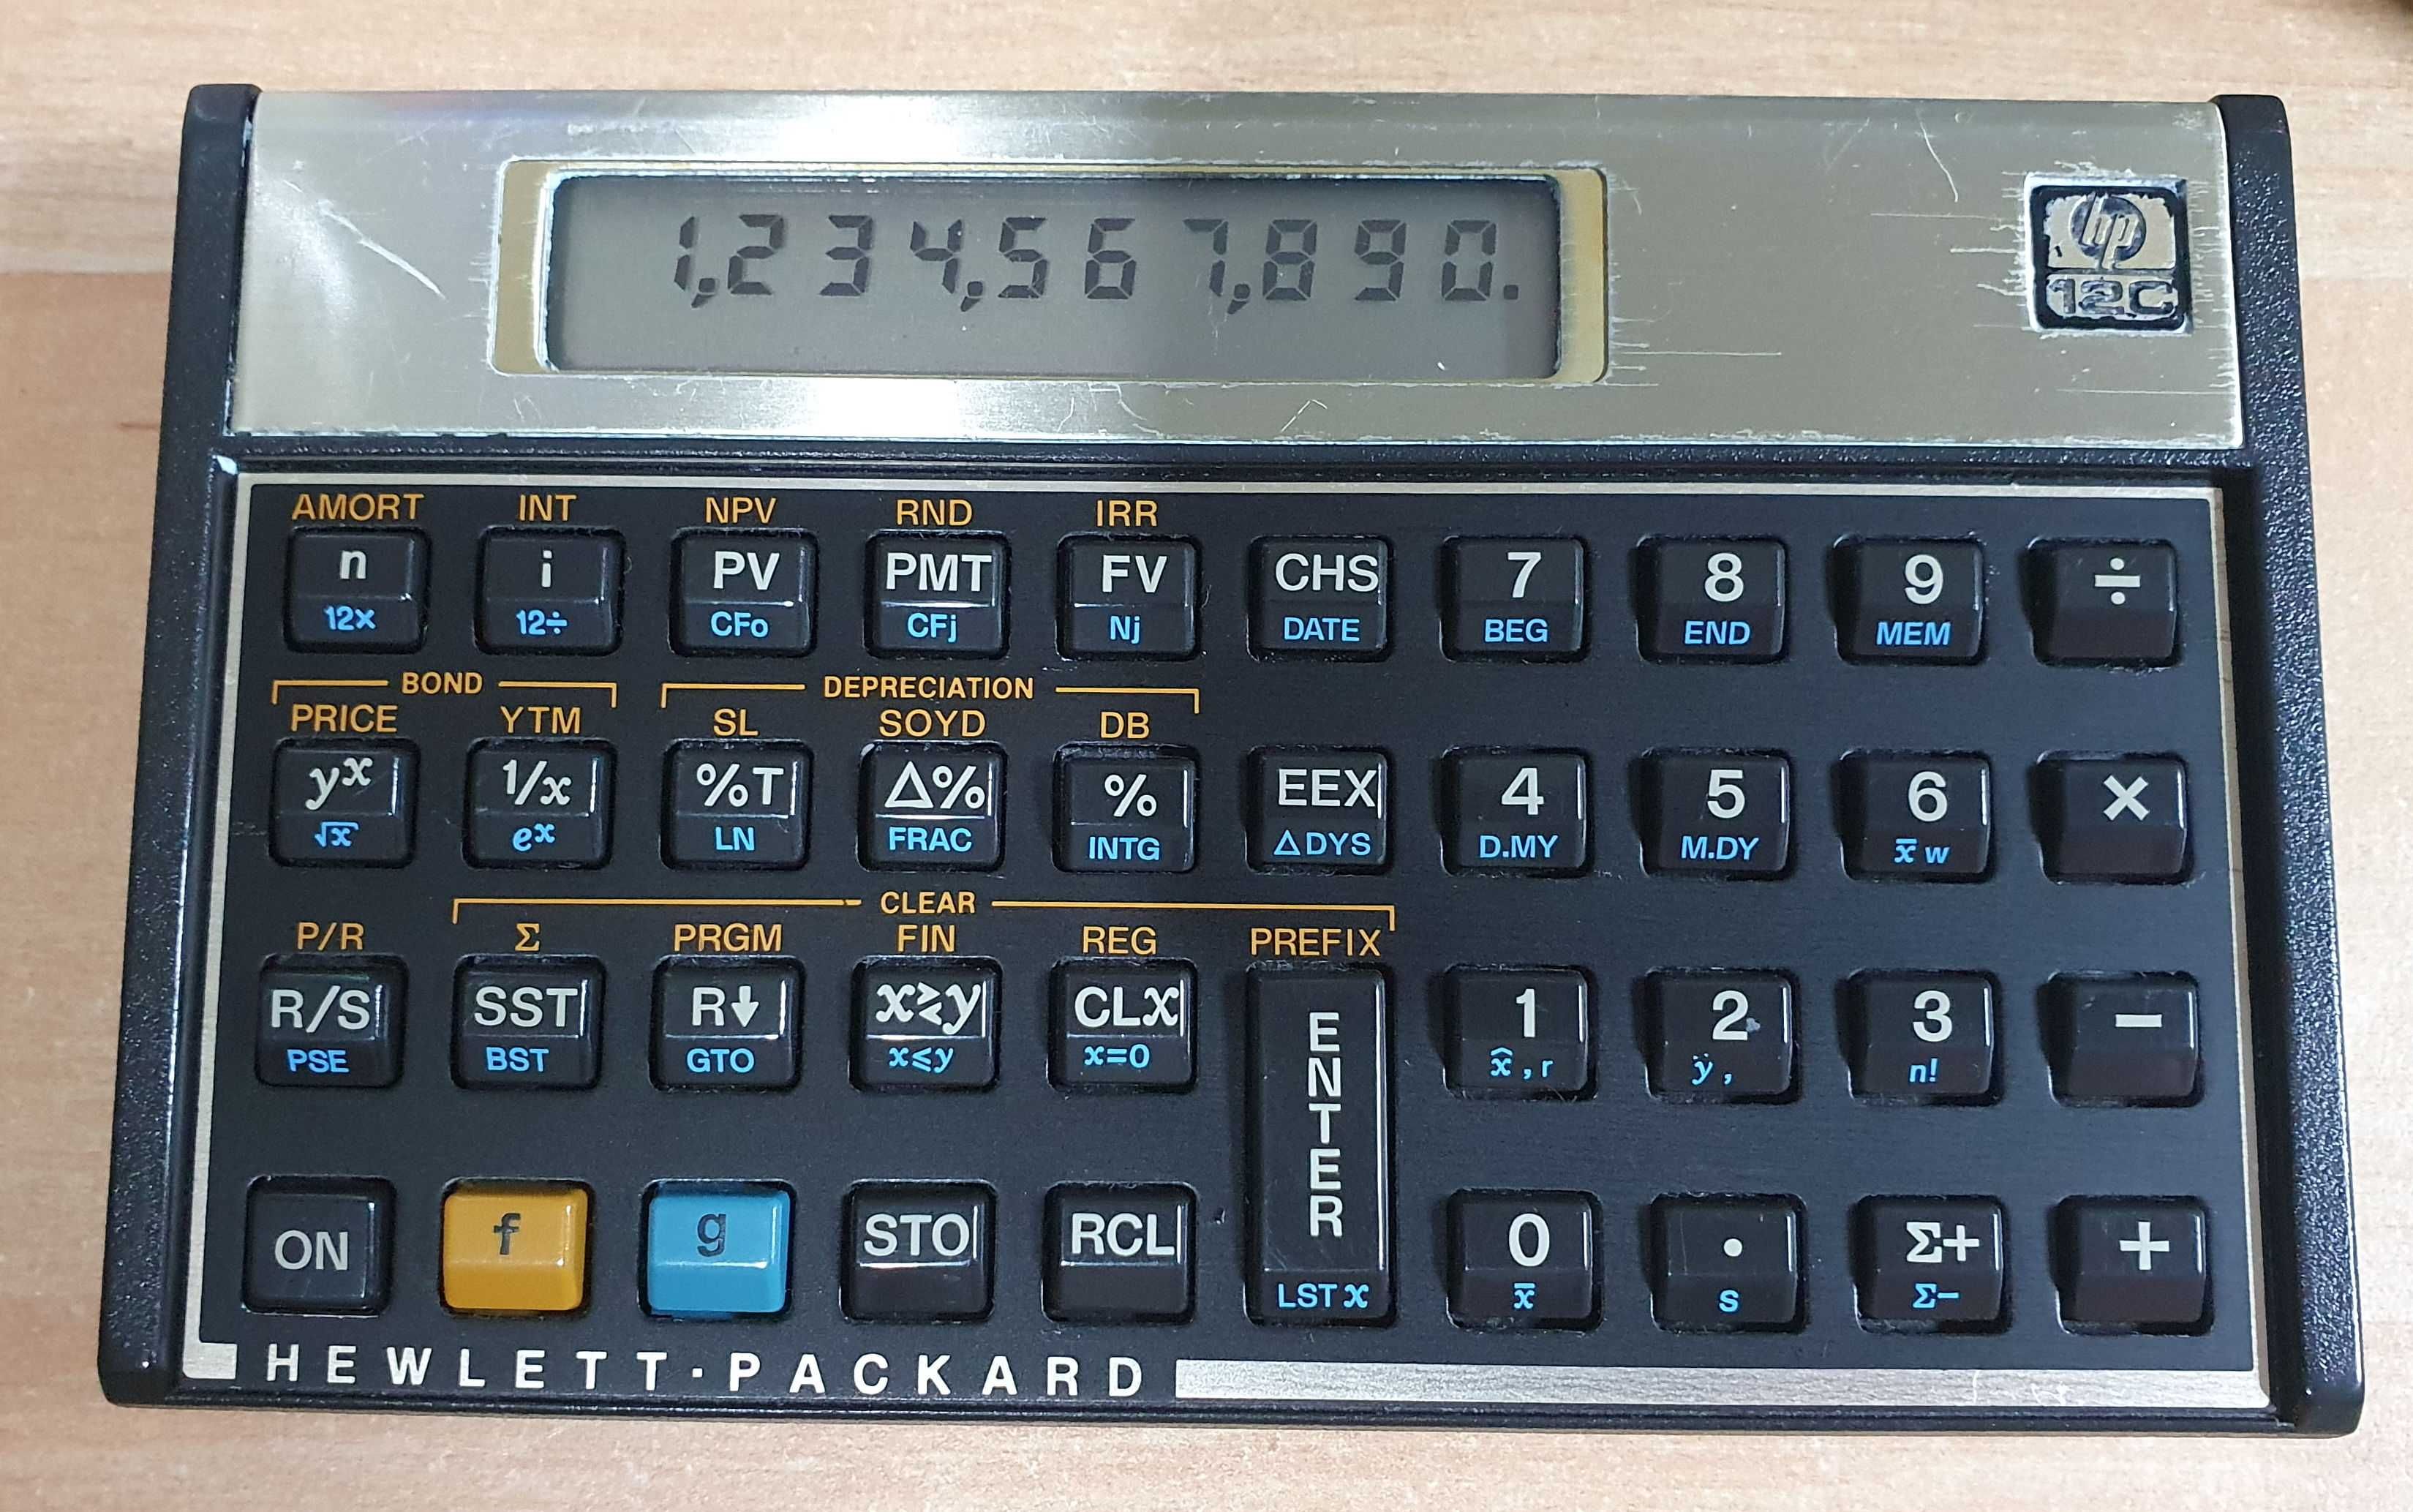 1,234,567,890.
hp
12C
AMORT INT NPV RND IRR
n i PV PMT FV CHS 7 8 9 ÷
12× 12÷ CFo CFj Nj DATE BEG END MEM
BOND DEPRECIATION
PRICE YTM SL SOYD DB
yˣ 1/x %T Δ% % EEX 4 5 6 ×
√x eˣ LN FRAC INTG ΔDYS D.MY M.DY x̄w
CLEAR
P/R Σ PRGM FIN REG PREFIX
R/S SST R↓ x≷y CLx ENTER 1 2 3 −
PSE BST GTO x≤y x=0 x̂,r ŷ, n!
ON f g STO RCL 0 • Σ+ +
LST x x̄ s Σ−
HEWLETT·PACKARD